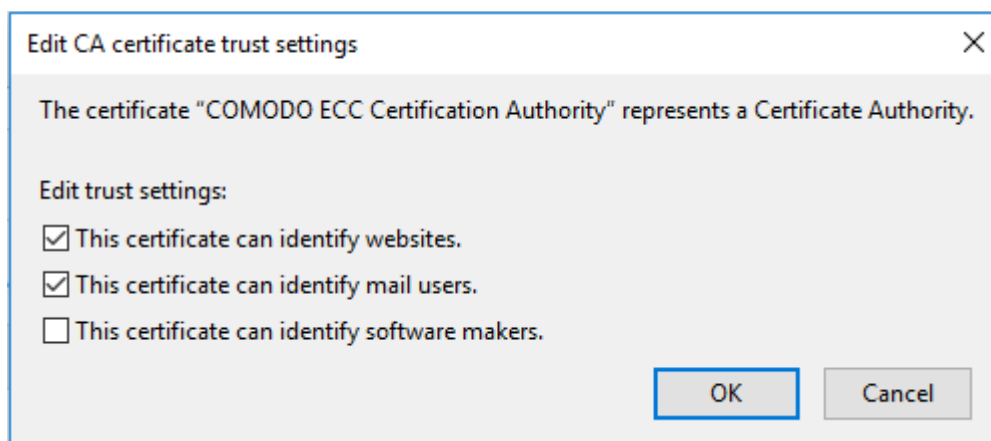 Edit CA certificate trust settings
The certificate “COMODO ECC Certification Authority” represents a Certificate Authority.
Edit trust settings:
This certificate can identify websites.
This certificate can identify mail users.
This certificate can identify software makers.
OK Cancel